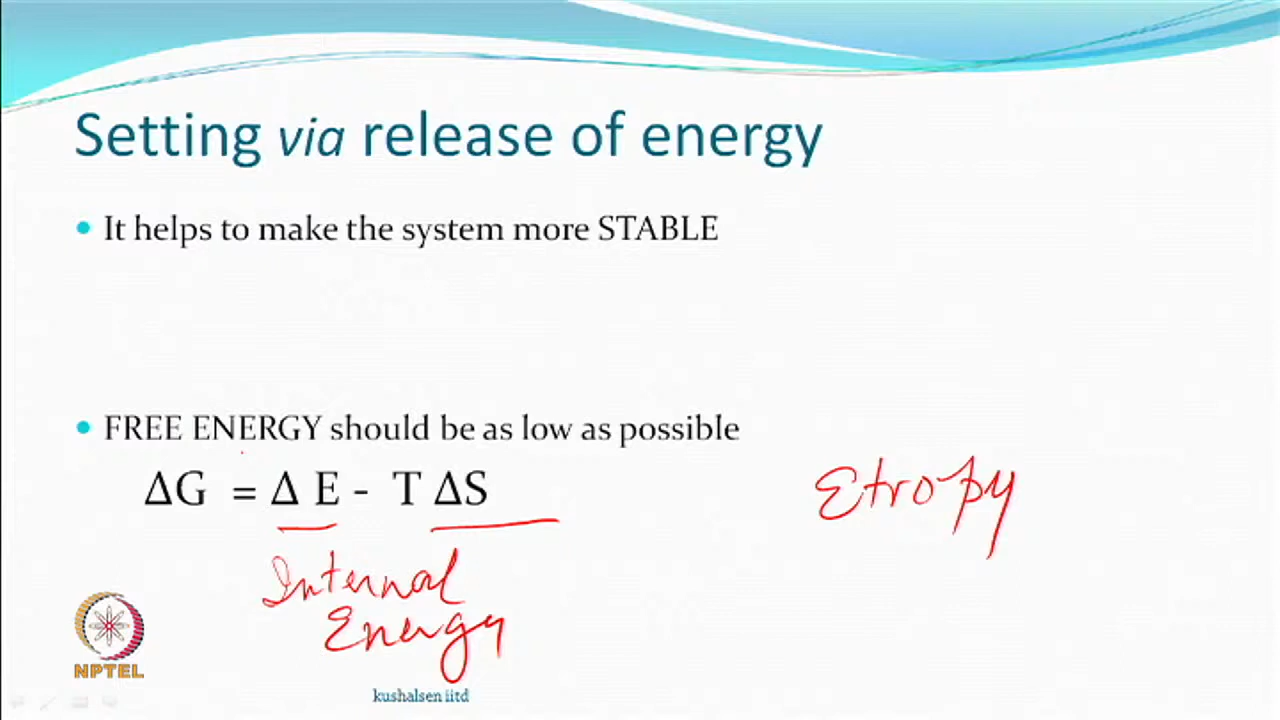 Setting via release of energy
• It helps to make the system more STABLE
• FREE ENERGY should be as low as possible
ΔG = Δ E - T ΔS
Etropy
Internal
Energy
NPTEL
kushalsen iitd